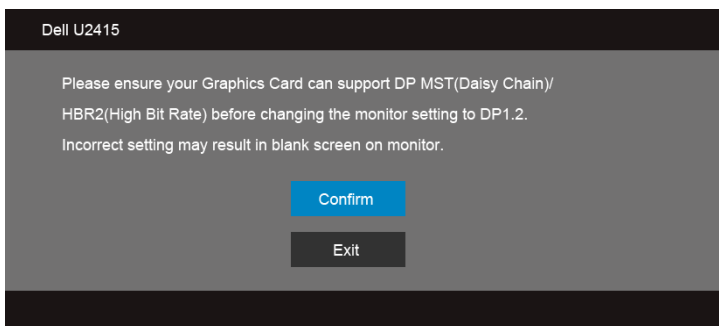 Dell U2415
Please ensure your Graphics Card can support DP MST(Daisy Chain)/
HBR2(High Bit Rate) before changing the monitor setting to DP1.2.
Incorrect setting may result in blank screen on monitor.
Confirm
Exit